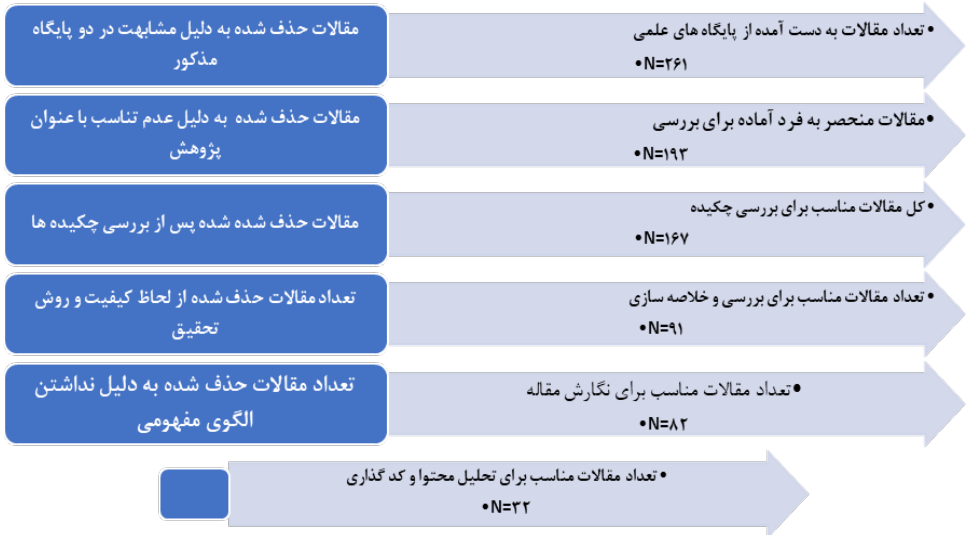 • تعداد مقالات به دست آمده از پایگاه های علمی
• N=۲۶۱
مقالات حذف شده به دلیل مشابهت در دو پایگاه
مذکور
•مقالات منحصر به فرد آماده برای بررسی
• N=۱۹۳
مقالات حذف شده به دلیل عدم تناسب با عنوان
پژوهش
• کل مقالات مناسب برای بررسی چکیده
• N=۱۶۷
مقالات حذف شده شده پس از بررسی چکیده ها
• تعداد مقالات مناسب برای بررسی و خلاصه سازی
• N=۹۱
تعداد مقالات حذف شده از لحاظ کیفیت و روش
تحقیق
•تعداد مقالات مناسب برای نگارش مقاله
• N=۸۲
تعداد مقالات حذف شده به دلیل نداشتن
الگوی مفهومی
• تعداد مقالات مناسب برای تحلیل محتوا و کد گذاری
• N=۳۲